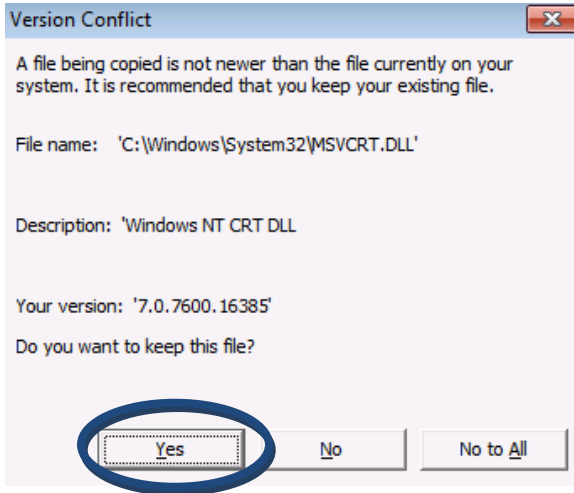 Version Conflict
A file being copied is not newer than the file currently on your
system. It is recommended that you keep your existing file.
File name: 'C:\Windows\System32\MSVCRT.DLL'
Description: 'Windows NT CRT DLL
Your version: '7.0.7600.16385'
Do you want to keep this file?
Yes No No to All